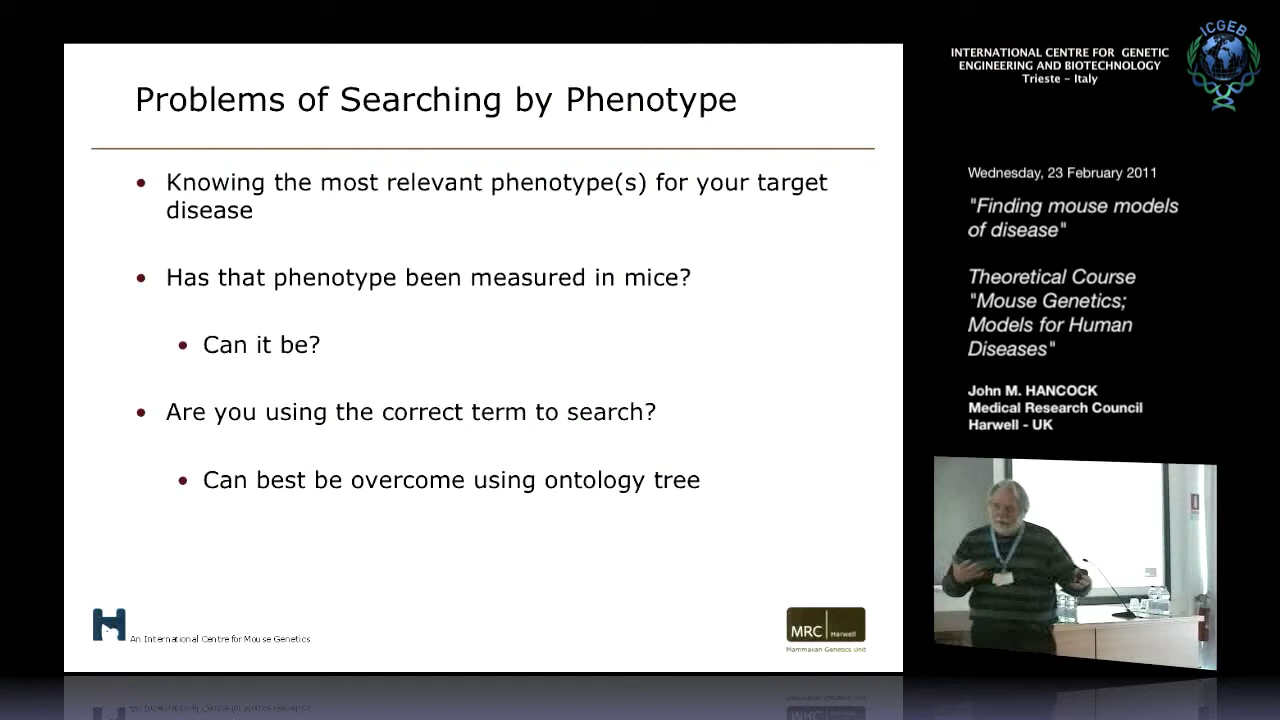 Problems of Searching by Phenotype
• Knowing the most relevant phenotype(s) for your target
disease
• Has that phenotype been measured in mice?
• Can it be?
• Are you using the correct term to search?
• Can best be overcome using ontology tree
An International Centre for Mouse Genetics
MRC Harwell
Mammalian Genetics Unit
INTERNATIONAL CENTRE FOR GENETIC
ENGINEERING AND BIOTECHNOLOGY
Trieste - Italy
ICGEB
Wednesday, 23 February 2011
"Finding mouse models
of disease"
Theoretical Course
"Mouse Genetics;
Models for Human
Diseases"
John M. HANCOCK
Medical Research Council
Harwell - UK